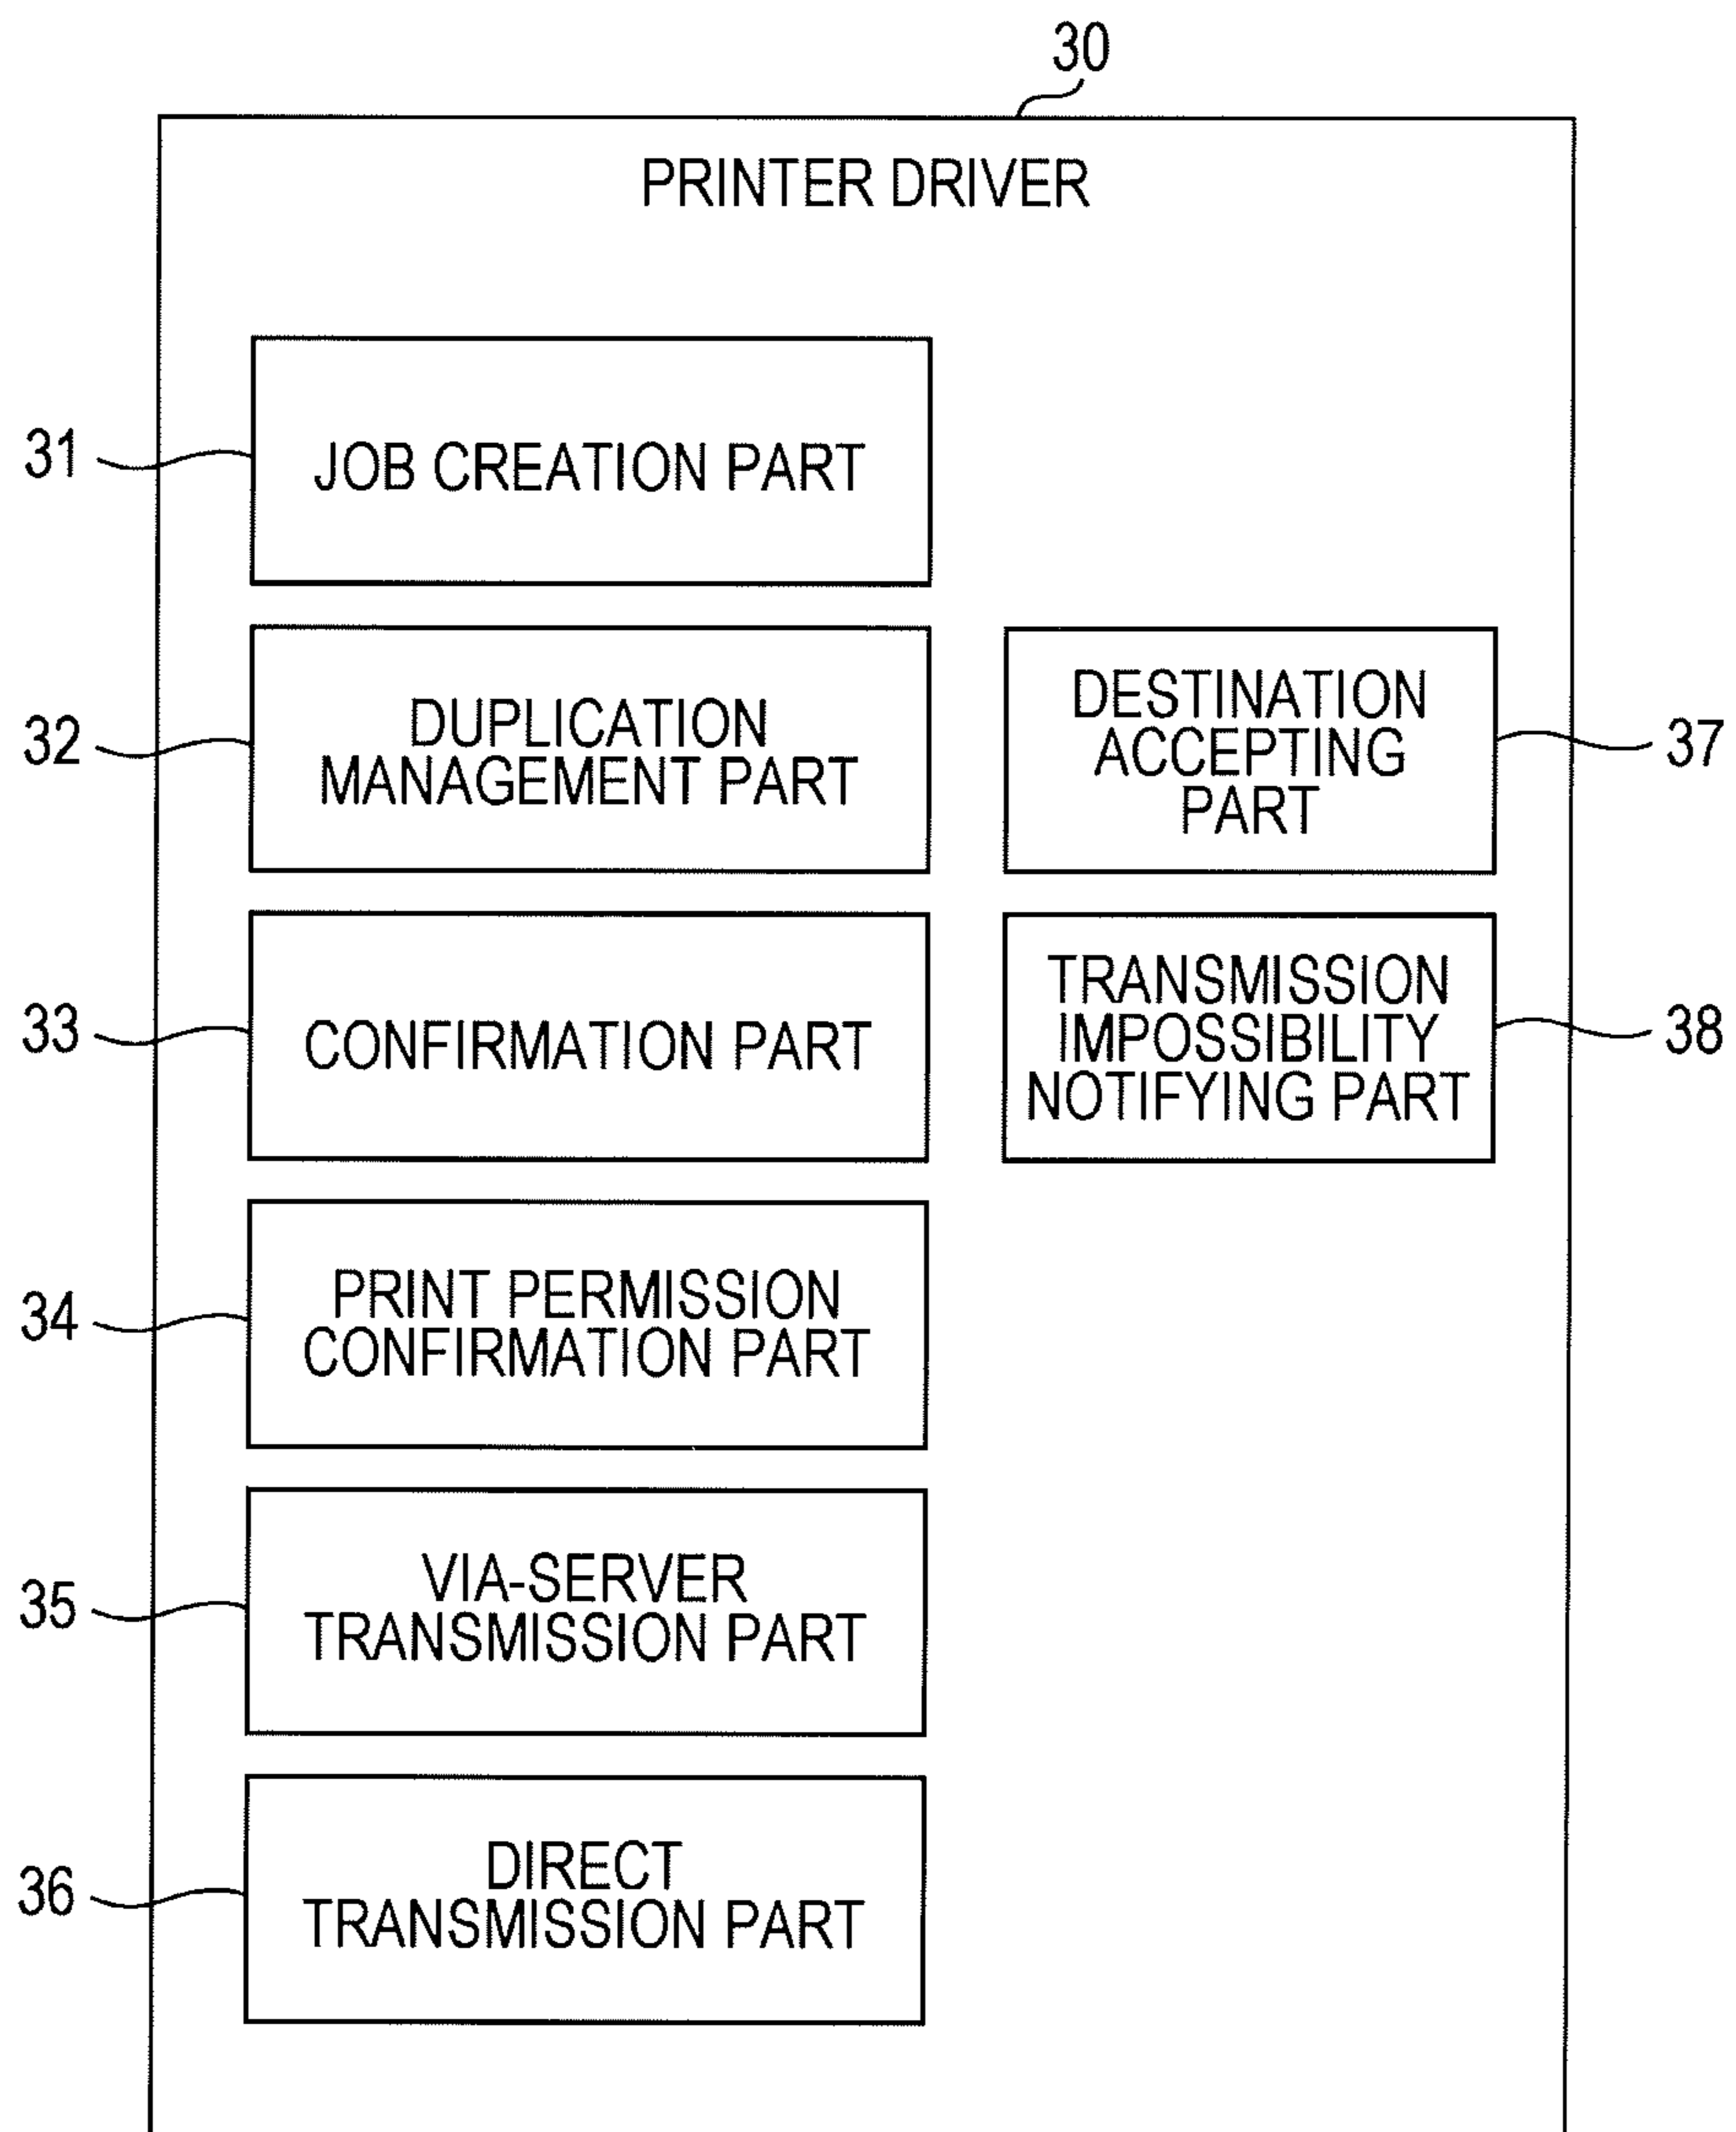 30
PRINTER DRIVER
31
JOB CREATION PART
32
DUPLICATION
MANAGEMENT PART
DESTINATION
ACCEPTING
PART
37
33
CONFIRMATION PART
TRANSMISSION
IMPOSSIBILITY
NOTIFYING PART
38
34
PRINT PERMISSION
CONFIRMATION PART
35
VIA-SERVER
TRANSMISSION PART
36
DIRECT
TRANSMISSION PART